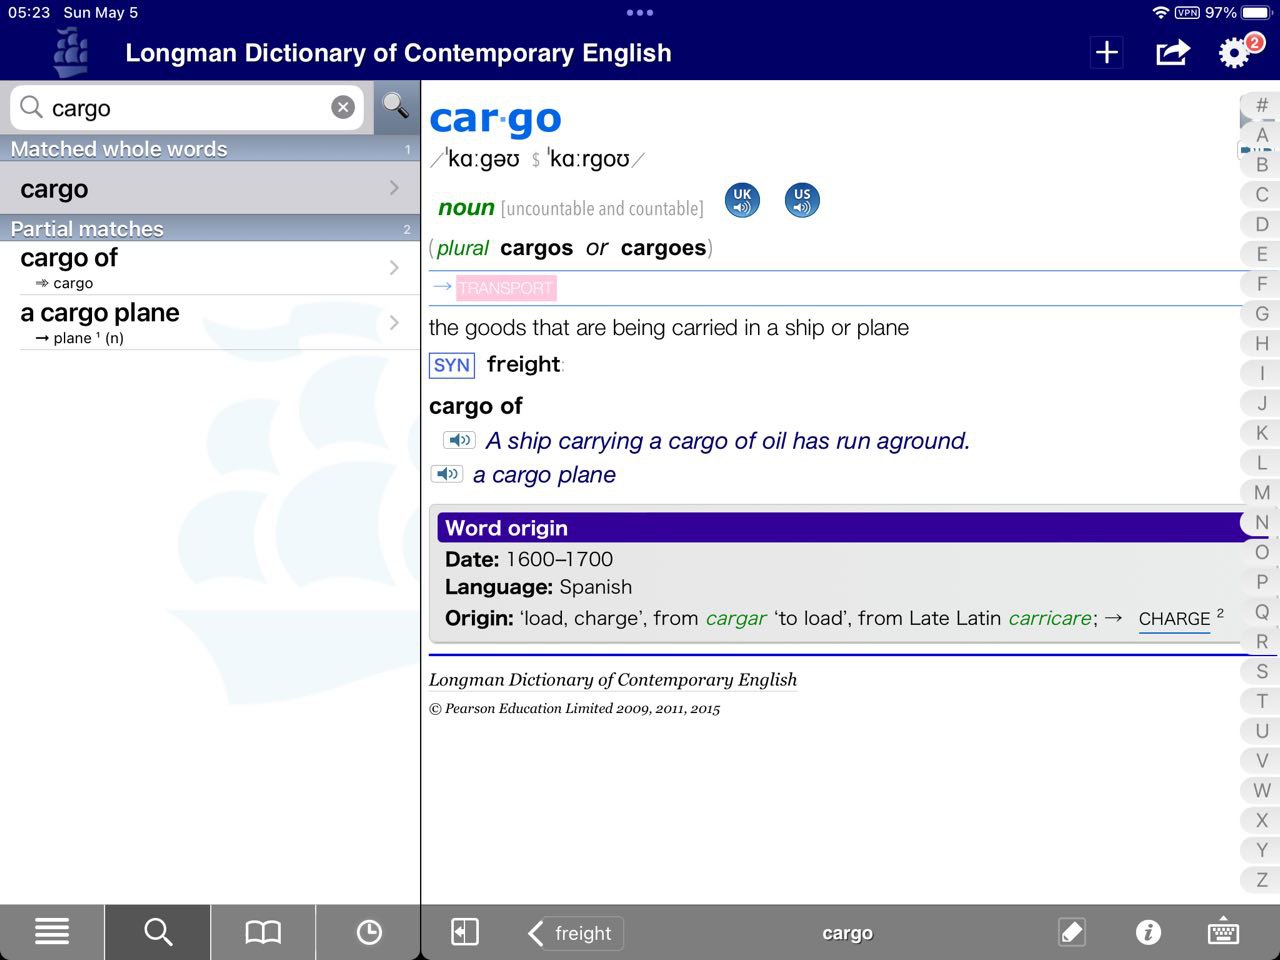 05:23 Sun May 5
VPN 97%
Longman Dictionary of Contemporary English
2
cargo
Matched whole words 1
cargo
Partial matches 2
cargo of
⇒ cargo
a cargo plane
→ plane ¹ (n)
car·go
/ˈkɑːgəʊ $ ˈkɑːrgoʊ/
noun [uncountable and countable] UK US
(plural cargos or cargoes)
→ TRANSPORT
the goods that are being carried in a ship or plane
SYN freight:
cargo of
A ship carrying a cargo of oil has run aground.
a cargo plane
Word origin
Date: 1600–1700
Language: Spanish
Origin: ‘load, charge’, from cargar ‘to load’, from Late Latin carricare; → CHARGE ²
Longman Dictionary of Contemporary English
© Pearson Education Limited 2009, 2011, 2015
#
A
B
C
D
E
F
G
H
I
J
K
L
M
N
O
P
Q
R
S
T
U
V
W
X
Y
Z
freight
cargo